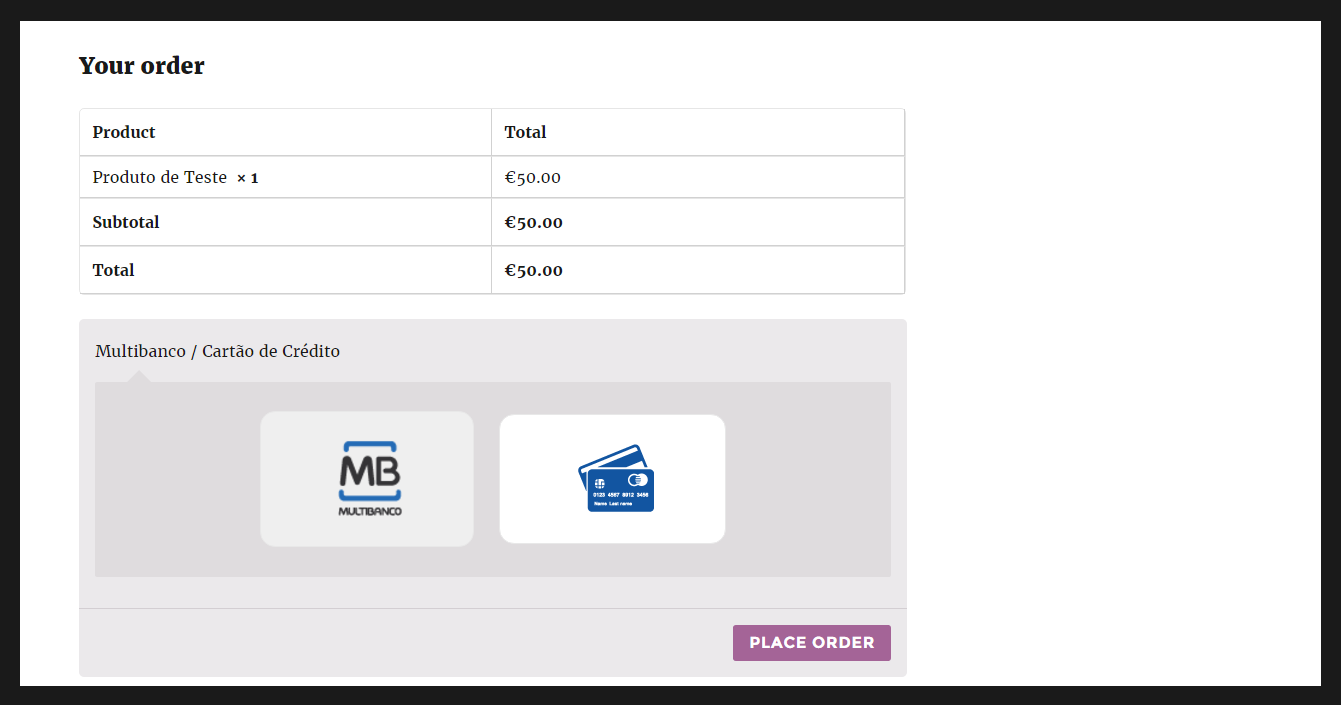 Your order
Product Total
Produto de Teste × 1 €50.00
Subtotal €50.00
Total €50.00
Multibanco / Cartão de Crédito
MB
MULTIBANCO
0123 4567 8012 3456
Name Last name
PLACE ORDER